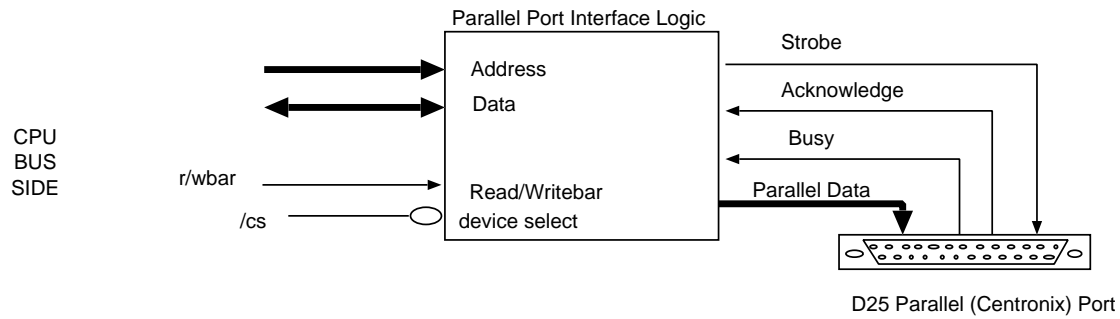 Parallel Port Interface Logic
Strobe
Address
Acknowledge
Data
CPU
BUS
SIDE
Busy
r/wbar
Read/Writebar
Parallel Data
/cs
device select
D25 Parallel (Centronix) Port